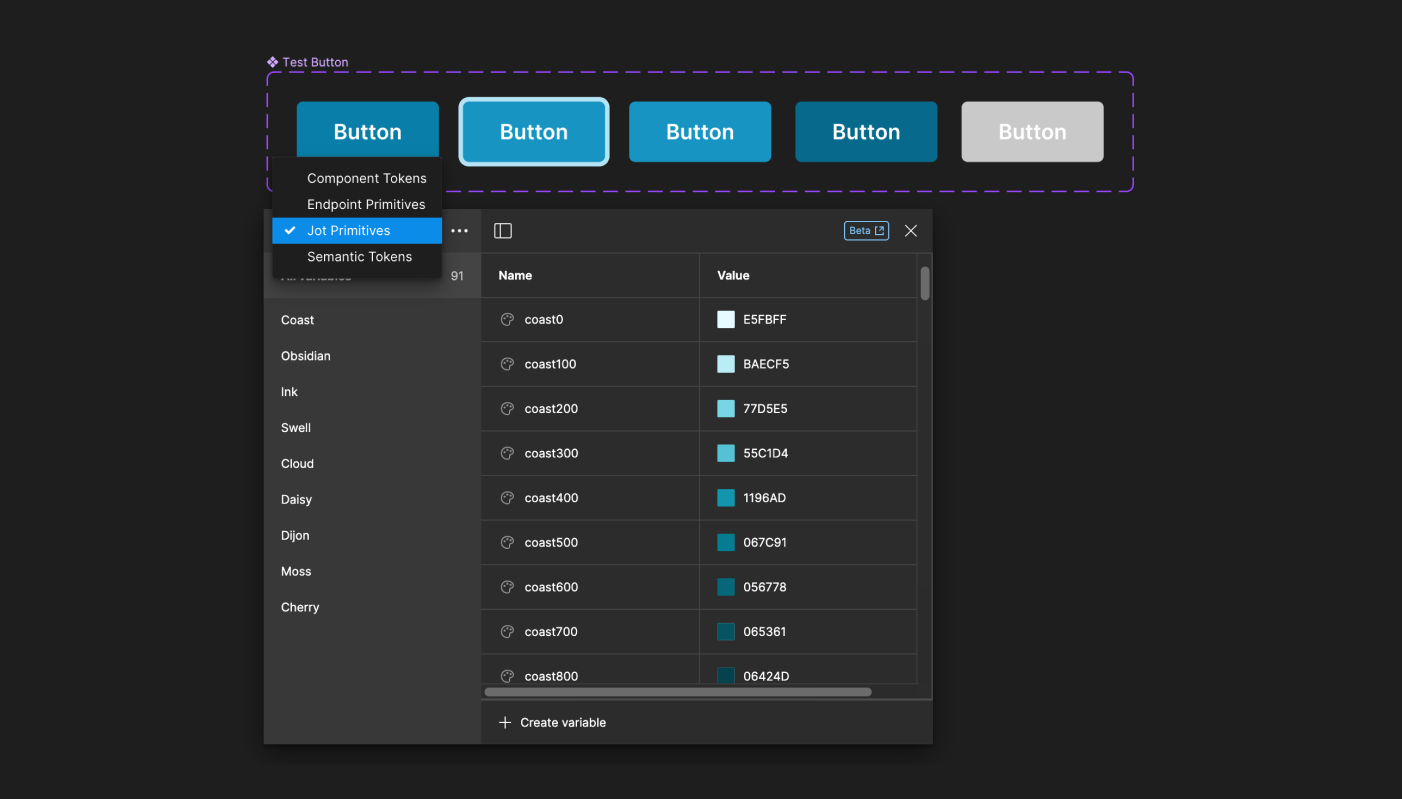 Test Button
Button
Button
Button
Button
Button
Component Tokens
Endpoint Primitives
Jot Primitives
Semantic Tokens
91
Coast
Obsidian
Ink
Swell
Cloud
Daisy
Dijon
Moss
Cherry
Beta
Name Value
coast0 E5FBFF
coast100 BAECF5
coast200 77D5E5
coast300 55C1D4
coast400 1196AD
coast500 067C91
coast600 056778
coast700 065361
coast800 06424D
Create variable